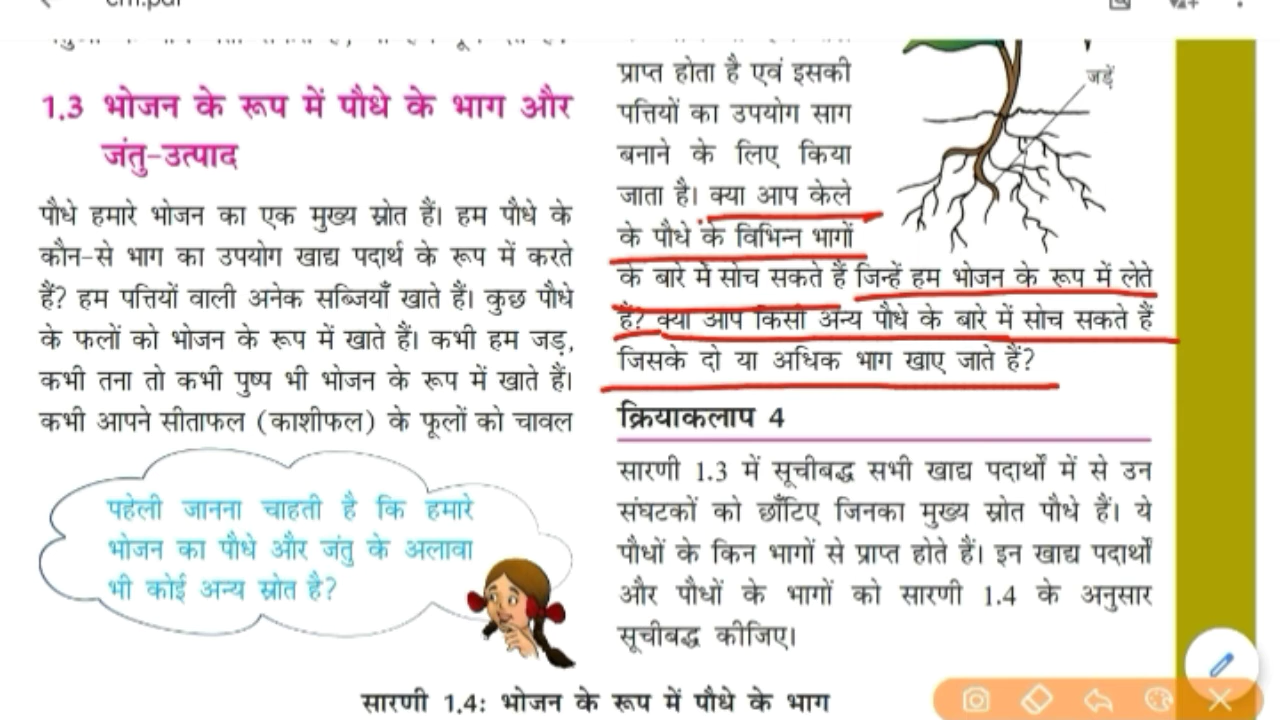 1.3 भोजन के रूप में पौधे के भाग और
जंतु-उत्पाद
पौधे हमारे भोजन का एक मुख्य स्रोत हैं। हम पौधे के
कौन-से भाग का उपयोग खाद्य पदार्थ के रूप में करते
हैं? हम पत्तियों वाली अनेक सब्जियाँ खाते हैं। कुछ पौधे
के फलों को भोजन के रूप में खाते हैं। कभी हम जड़,
कभी तना तो कभी पुष्प भी भोजन के रूप में खाते हैं।
कभी आपने सीताफल (काशीफल) के फूलों को चावल
पहेली जानना चाहती है कि हमारे
भोजन का पौधे और जंतु के अलावा
भी कोई अन्य स्रोत है?
प्राप्त होता है एवं इसकी
पत्तियों का उपयोग साग
बनाने के लिए किया
जाता है। क्या आप केले
के पौधे के विभिन्न भागों
के बारे में सोच सकते हैं जिन्हें हम भोजन के रूप में लेते
हैं? क्या आप किसी अन्य पौधे के बारे में सोच सकते हैं
जिसके दो या अधिक भाग खाए जाते हैं?
जड़ें
क्रियाकलाप 4
सारणी 1.3 में सूचीबद्ध सभी खाद्य पदार्थों में से उन
संघटकों को छाँटिए जिनका मुख्य स्रोत पौधे हैं। ये
पौधों के किन भागों से प्राप्त होते हैं। इन खाद्य पदार्थों
और पौधों के भागों को सारणी 1.4 के अनुसार
सूचीबद्ध कीजिए।
सारणी 1.4: भोजन के रूप में पौधे के भाग